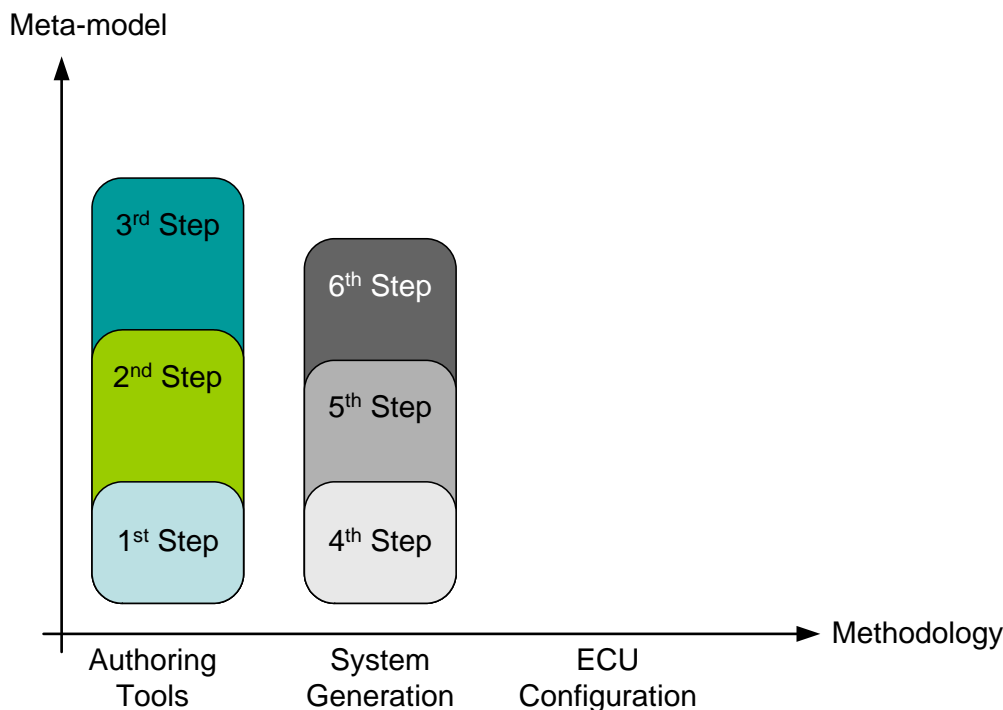 Meta-model
3rd Step
6th Step
2nd Step
5th Step
1st Step
4th Step
Methodology
Authoring
Tools
System
Generation
ECU
Configuration